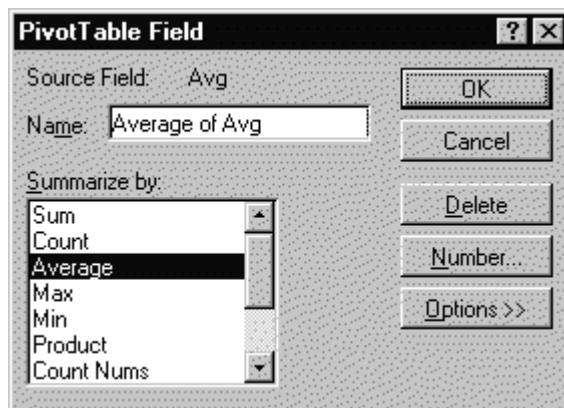 PivotTable Field
Source Field: Avg
Name: Average of Avg
Summarize by:
Sum
Count
Average
Max
Min
Product
Count Nums
OK
Cancel
Delete
Number...
Options >>